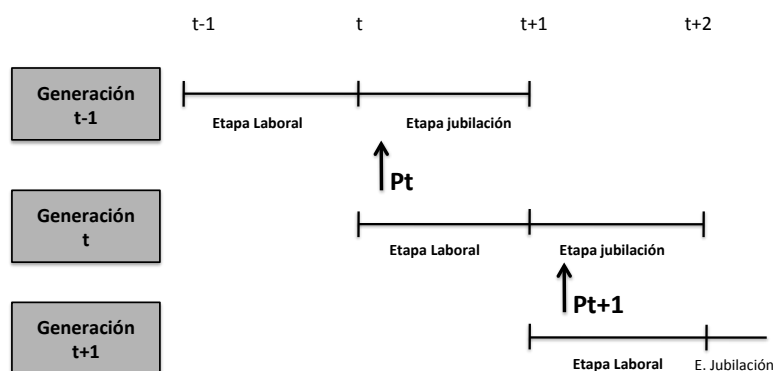 t-1 t t+1 t+2
Generación
t-1
Etapa Laboral Etapa jubilación
Pt
Generación
t
Etapa Laboral Etapa jubilación
Pt+1
Generación
t+1
Etapa Laboral E. Jubilación